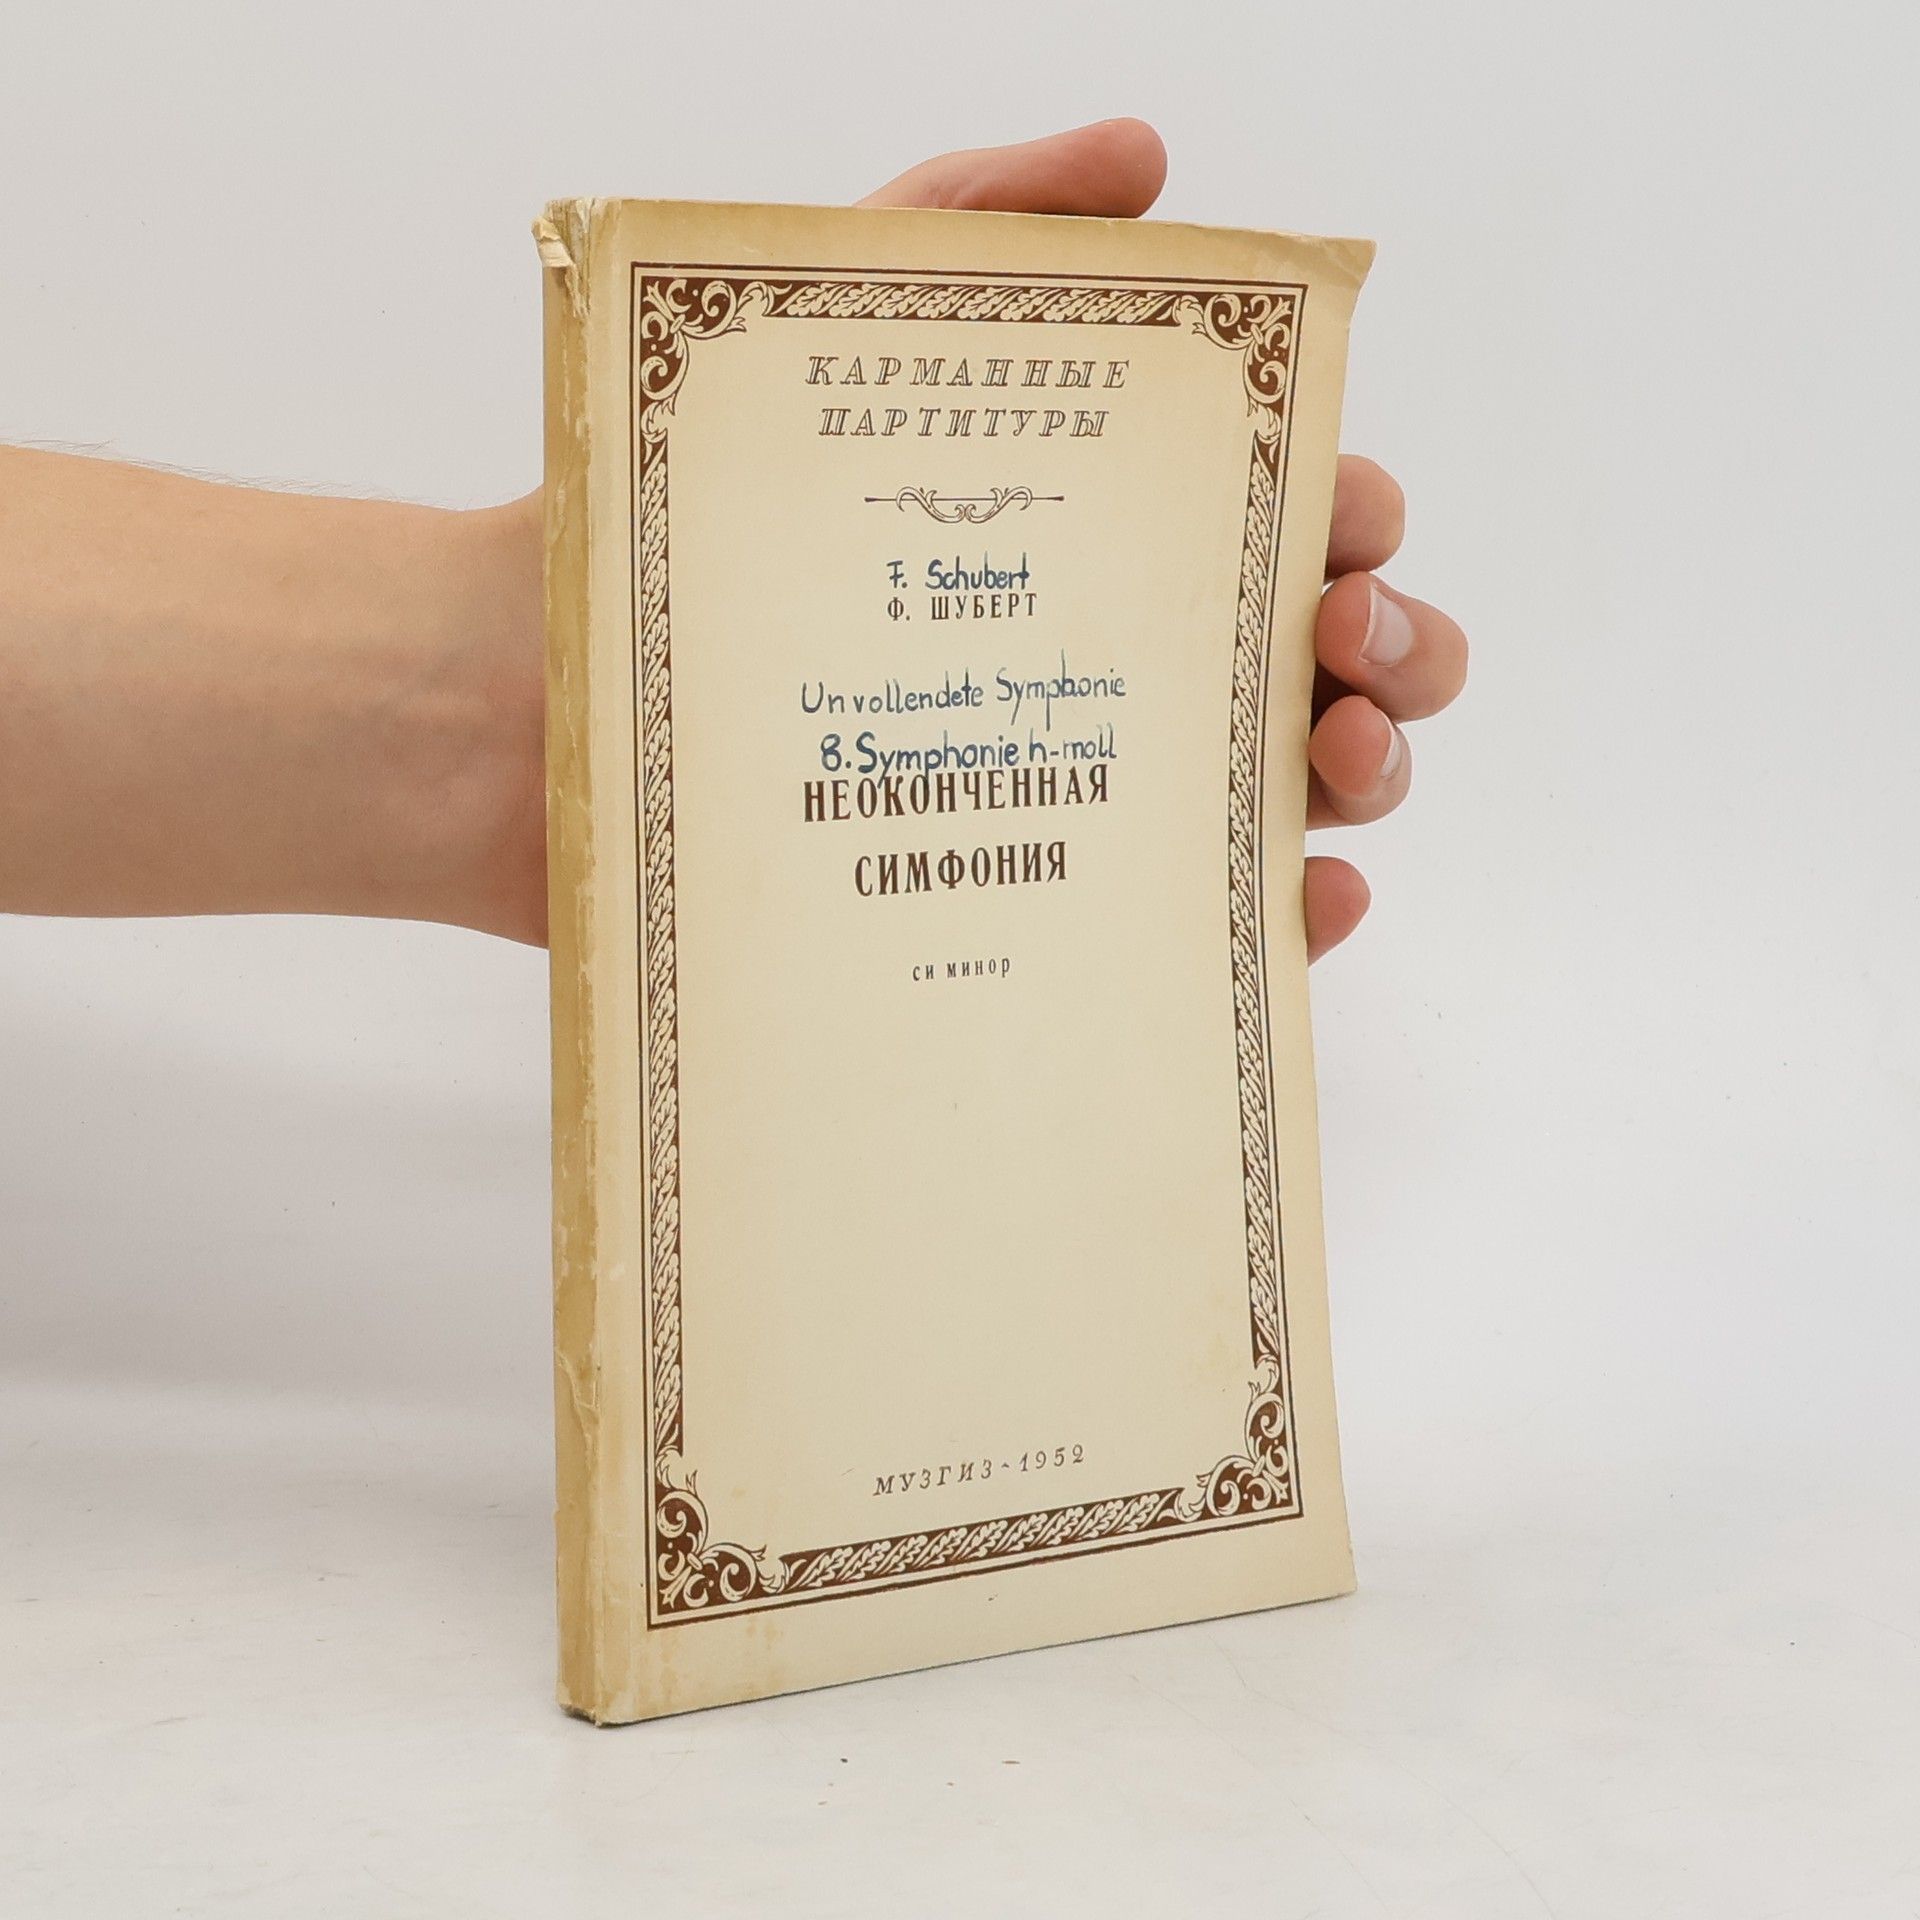 КАРМАННЫЕ
ПАРТИТУРЫ
F. Schubert
Ф. ШУБЕРТ
Unvollendete Symphonie
8. Symphonie h-moll
НЕОКОНЧЕННАЯ
СИМФОНИЯ
си минор
МУЗГИЗ - 1952